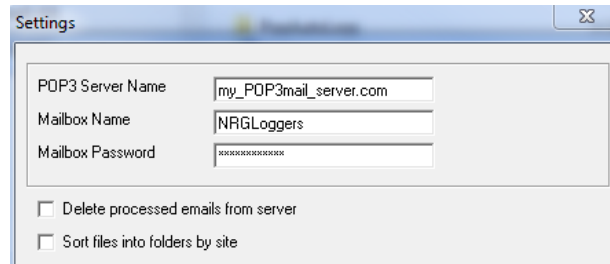 Settings
POP3 Server Name my_POP3mail_server.com
Mailbox Name NRGLoggers
Mailbox Password ************
Delete processed emails from server
Sort files into folders by site